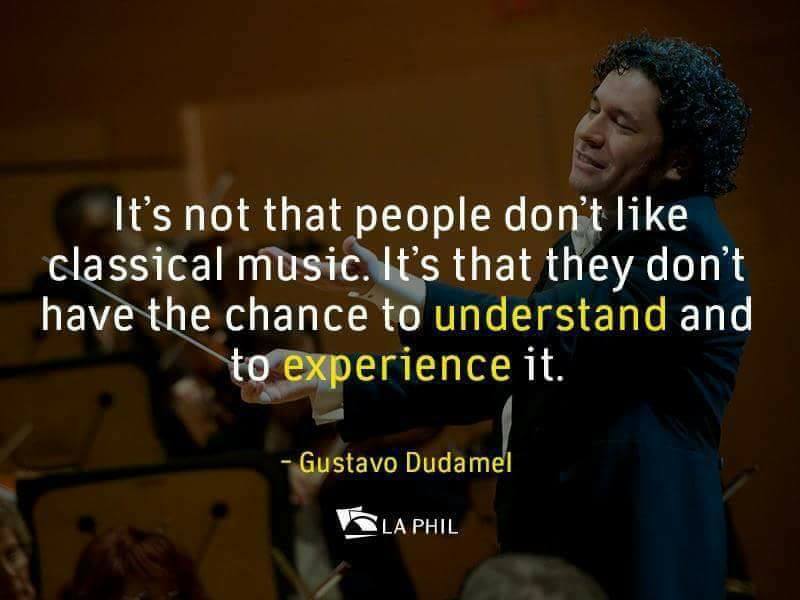 It's not that people don't like
classical music. It's that they don't
have the chance to understand and
to experience it.
- Gustavo Dudamel
LA PHIL